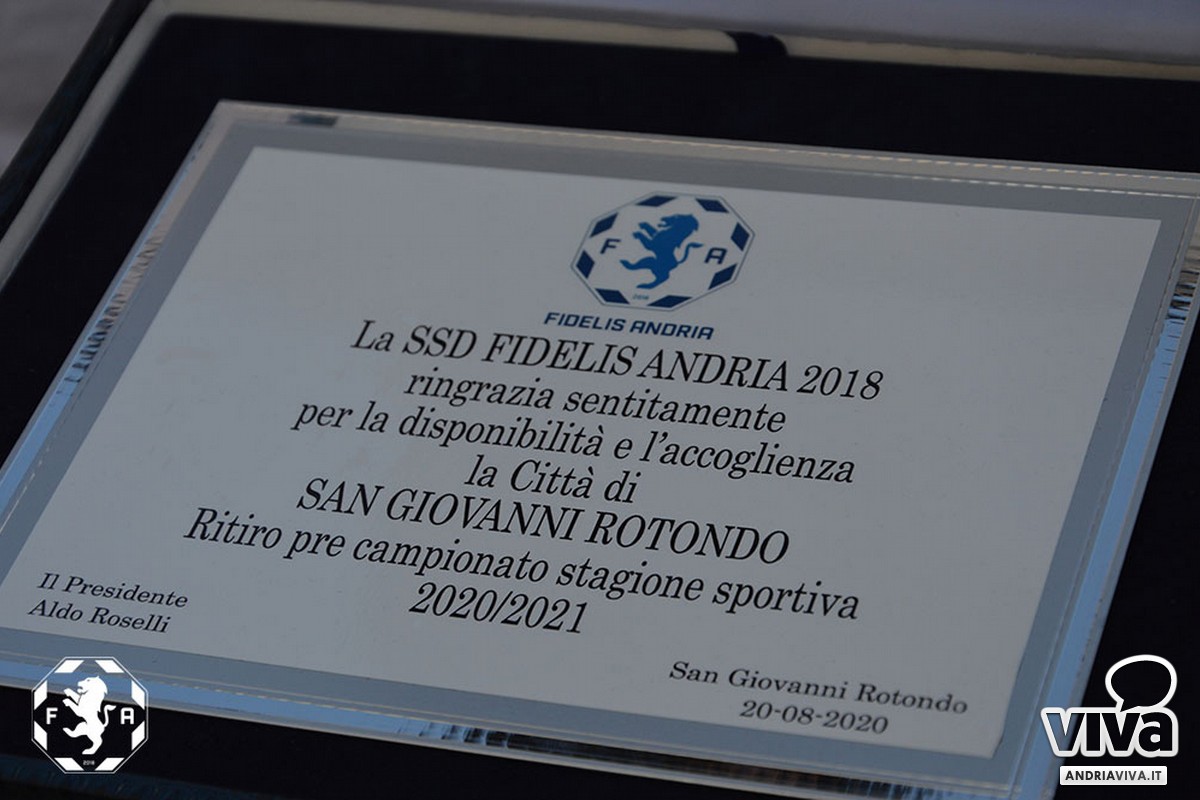 F A
2018
FIDELIS ANDRIA
La SSD FIDELIS ANDRIA 2018
ringrazia sentitamente
per la disponibilità e l'accoglienza
la Città di
SAN GIOVANNI ROTONDO
Ritiro pre campionato stagione sportiva
2020/2021
Il Presidente
Aldo Roselli
San Giovanni Rotondo
20-08-2020
F A
2018
VIVA
ANDRIAVIVA.IT